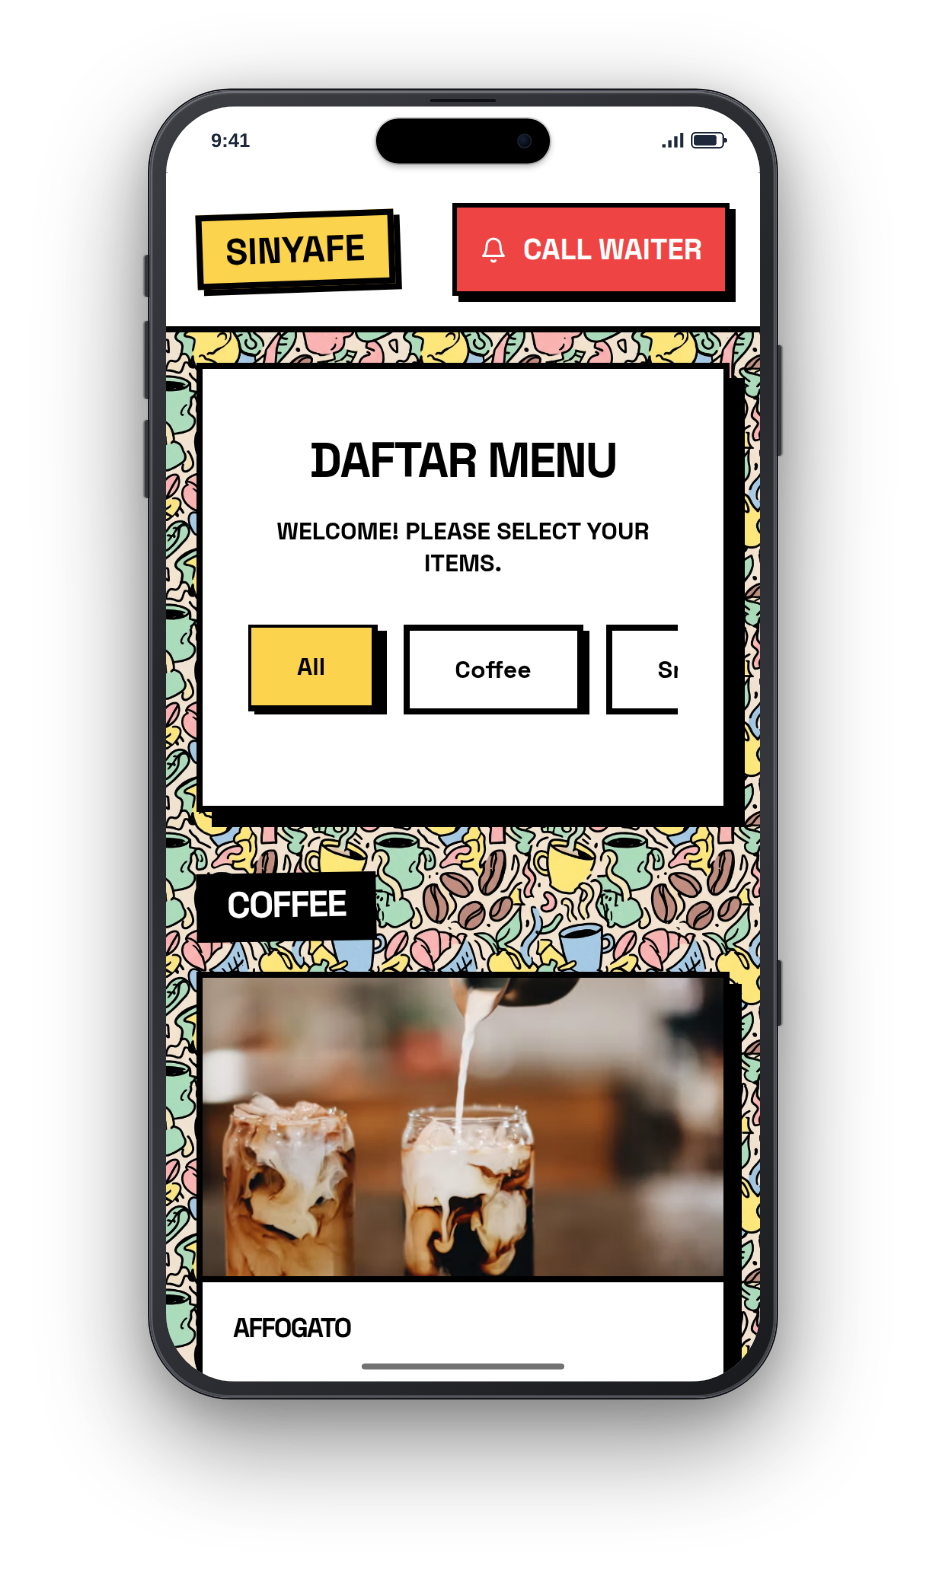 9:41
SINYAFE
CALL WAITER
DAFTAR MENU
WELCOME! PLEASE SELECT YOUR
ITEMS.
All
Coffee
COFFEE
AFFOGATO